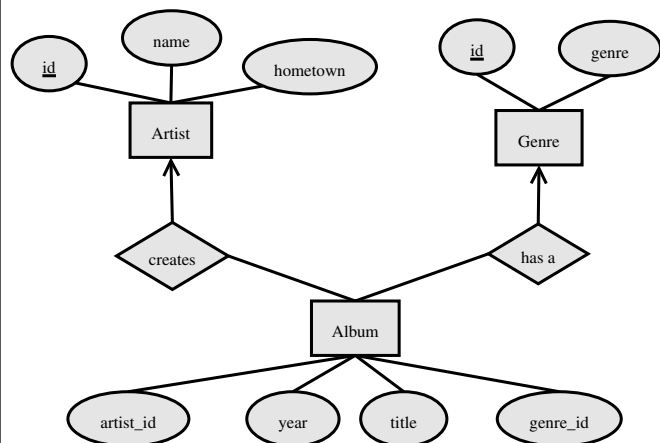 name
id
hometown
id
genre
Artist
Genre
creates
has a
Album
artist_id
year
title
genre_id